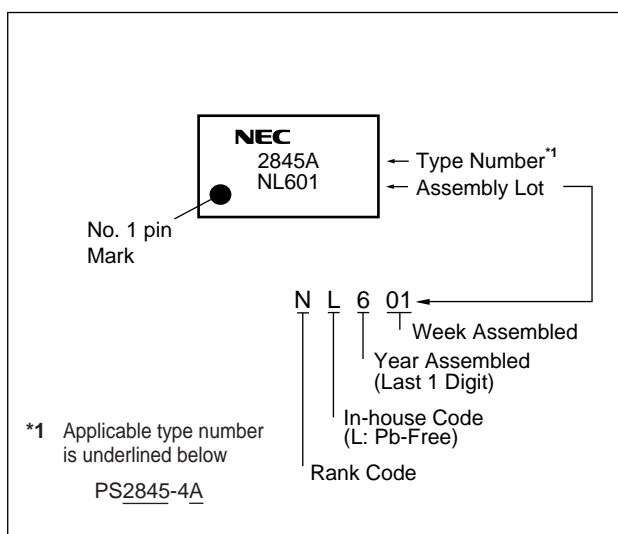 NEC
2845A
NL601
Type Number*1
Assembly Lot
No. 1 pin
Mark
N L 6 01
Week Assembled
Year Assembled
(Last 1 Digit)
In-house Code
(L: Pb-Free)
Rank Code
*1 Applicable type number
is underlined below
PS2845-4A